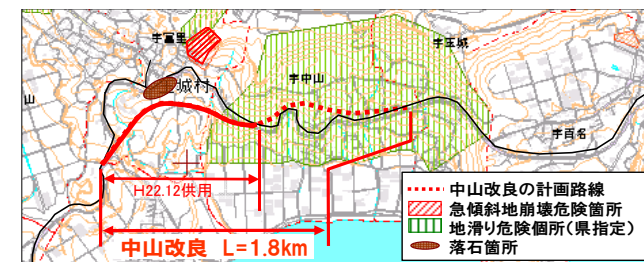 字富里
字玉城
城村
字中山
山
字百名
H22.12供用
中山改良 L=1.8km
中山改良の計画路線
急傾斜地崩壊危険箇所
地滑り危険個所(県指定)
落石箇所